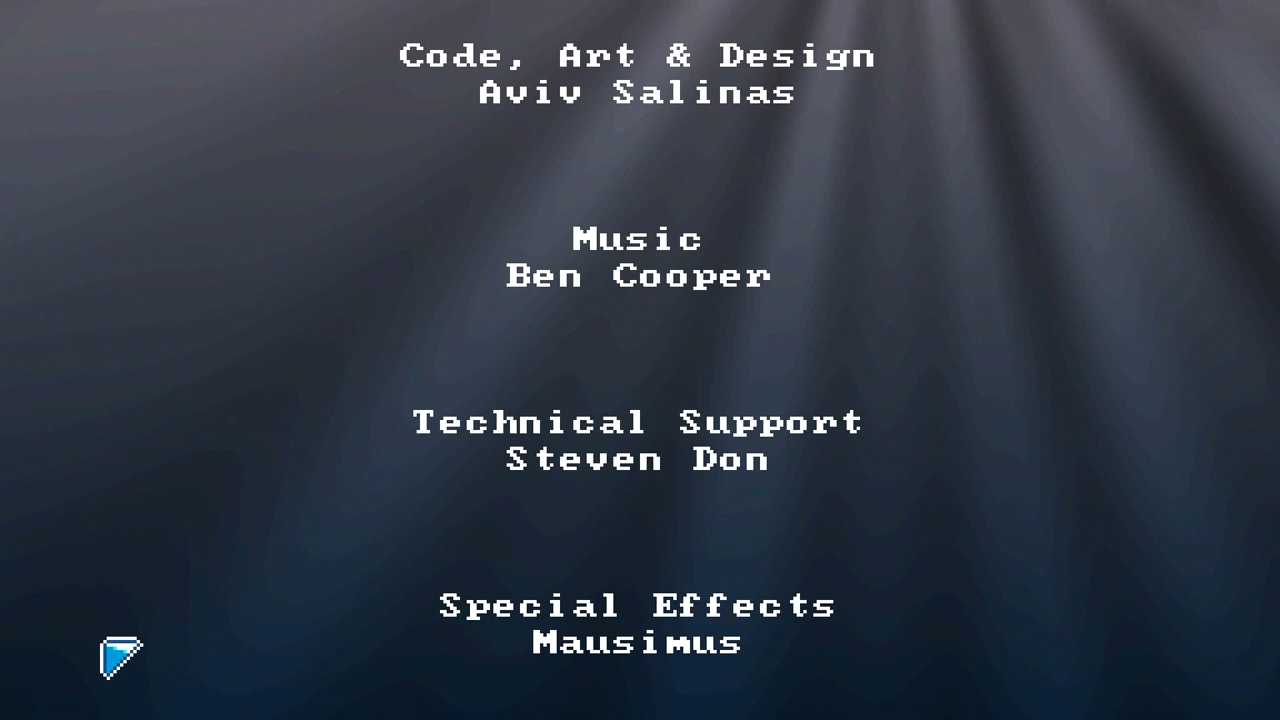 Code, Art & Design
Aviv Salinas
Music
Ben Cooper
Technical Support
Steven Don
Special Effects
Mausimus